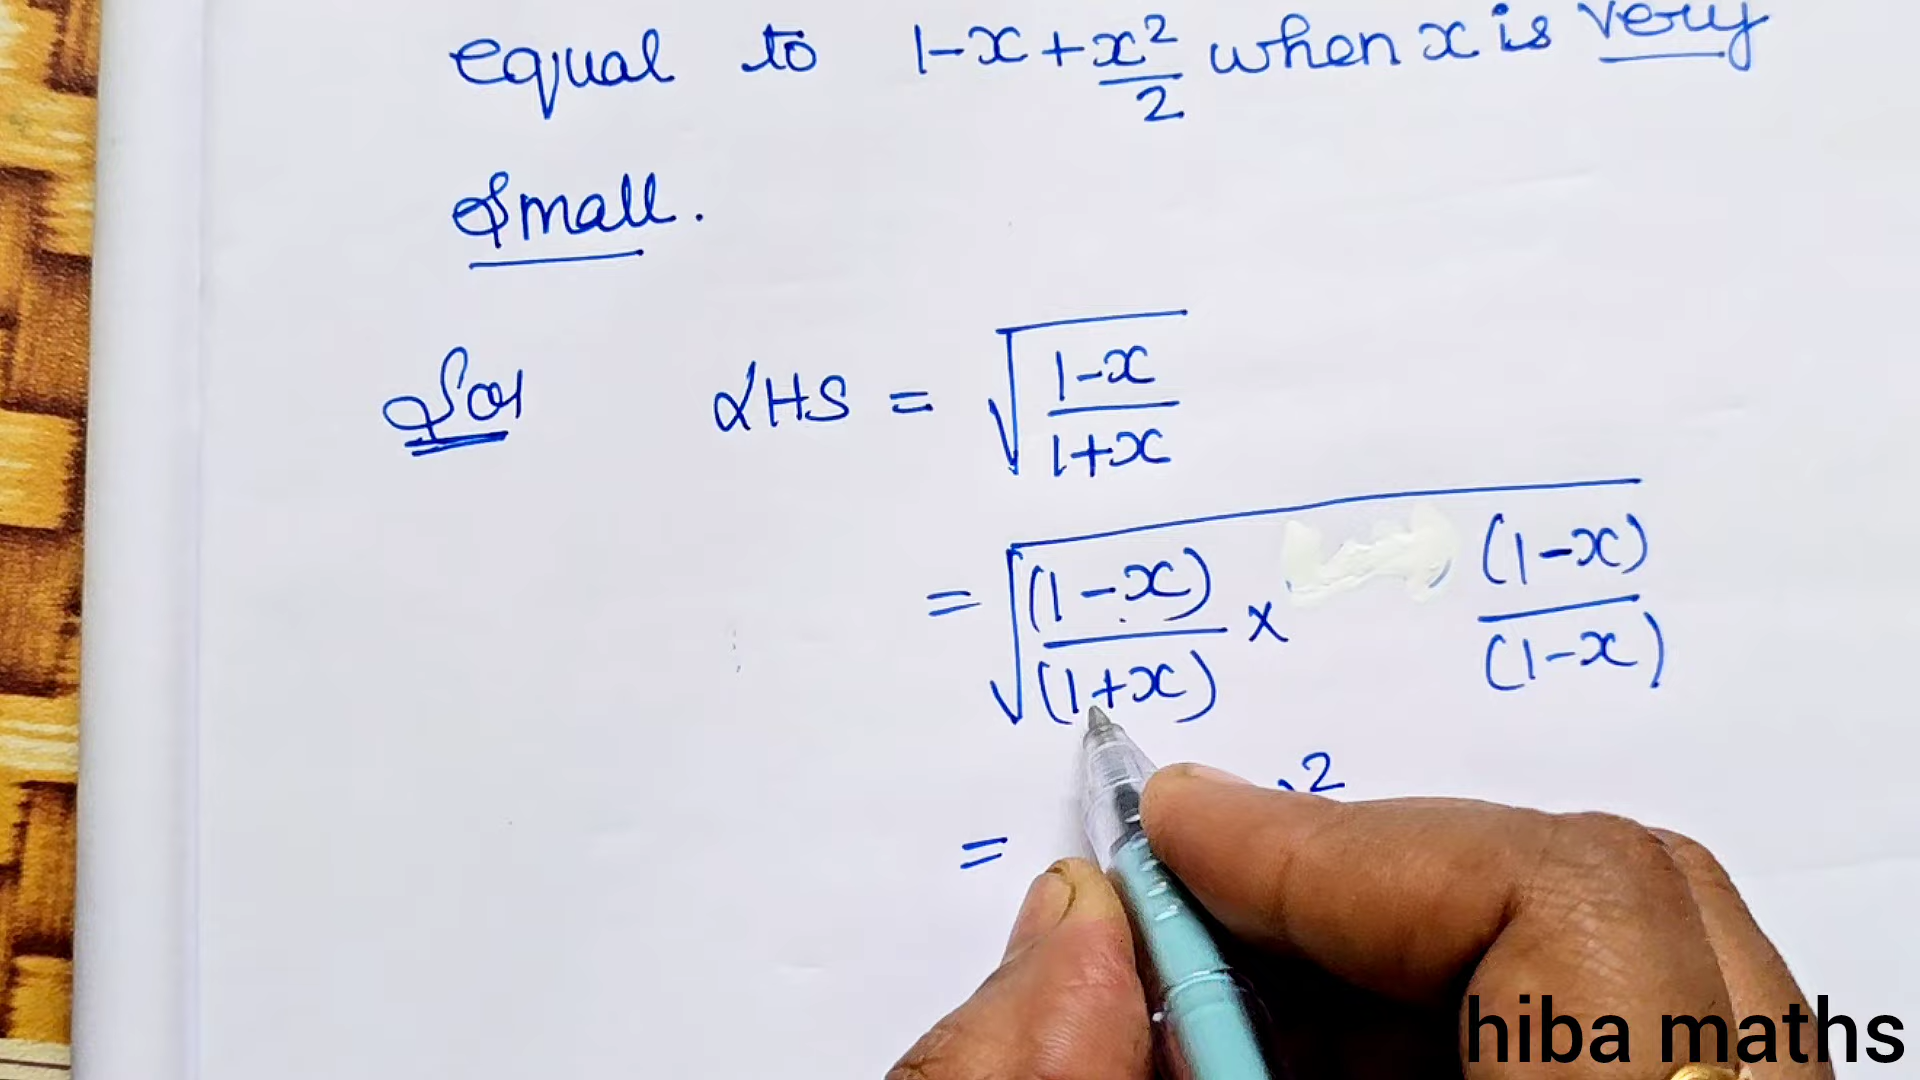 equal to 1-x+x²/2 when x is very
small.
Sol LHS = √((1-x)/(1+x))
= √((1-x)/(1+x) × (1-x)/(1-x))
= )²
hiba maths